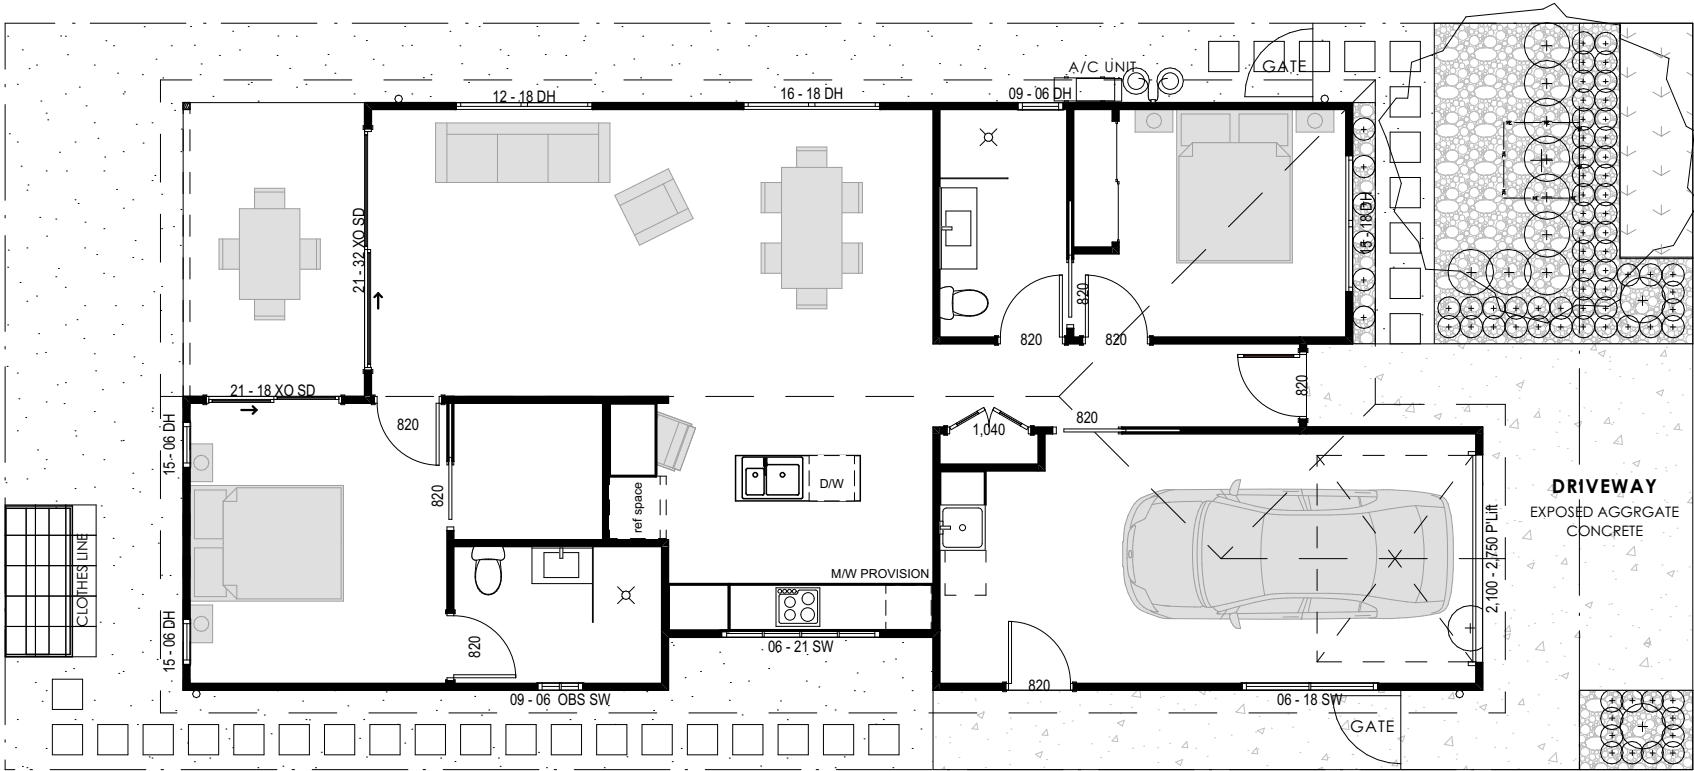 A/C UNIT
GATE
12 - 18 DH
16 - 18 DH
09 - 06 DH
21 - 32 XO SD
15 - 18 DH
820
820
820
820
21 - 18 XO SD
15 - 06 DH
820
820
1,040
820
ref space
D/W
DRIVEWAY
EXPOSED AGGRGATE
CONCRETE
2,100 - 2,750 P'Lift
CLOTHES LINE
M/W PROVISION
15 - 06 DH
820
06 - 21 SW
820
09 - 06 OBS SW
06 - 18 SW
GATE